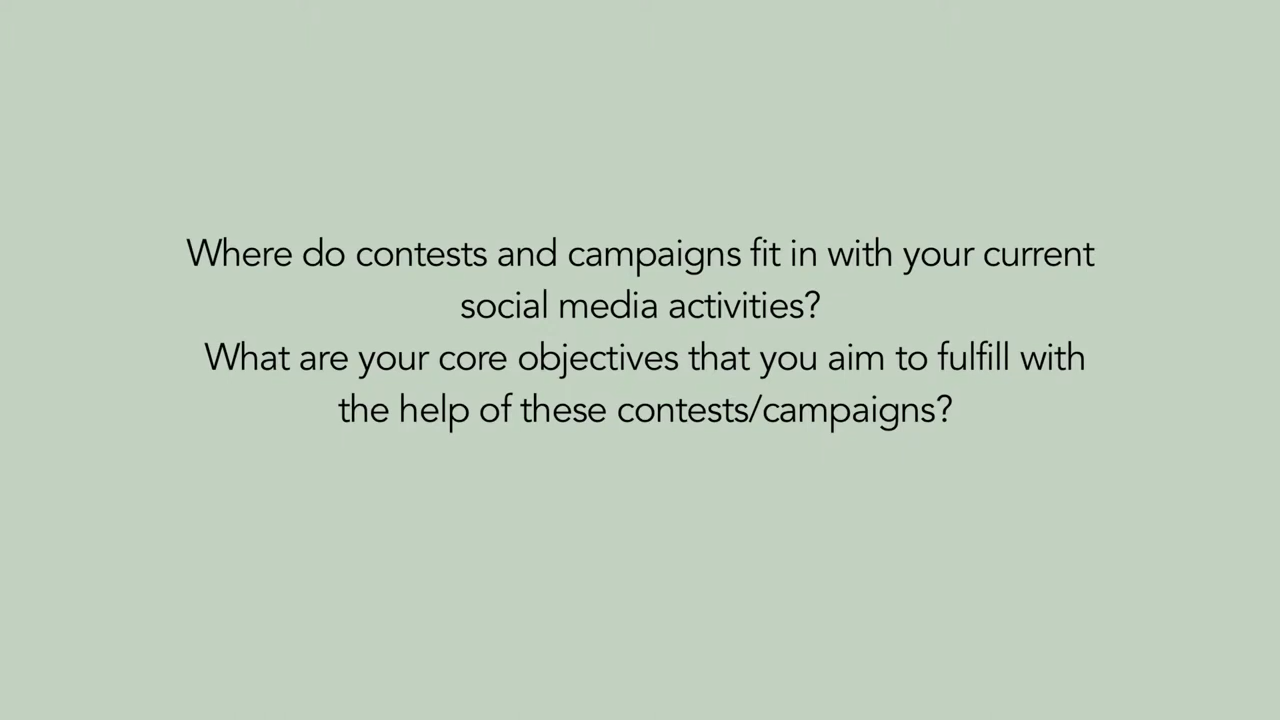 Where do contests and campaigns fit in with your current
social media activities?
What are your core objectives that you aim to fulfill with
the help of these contests/campaigns?